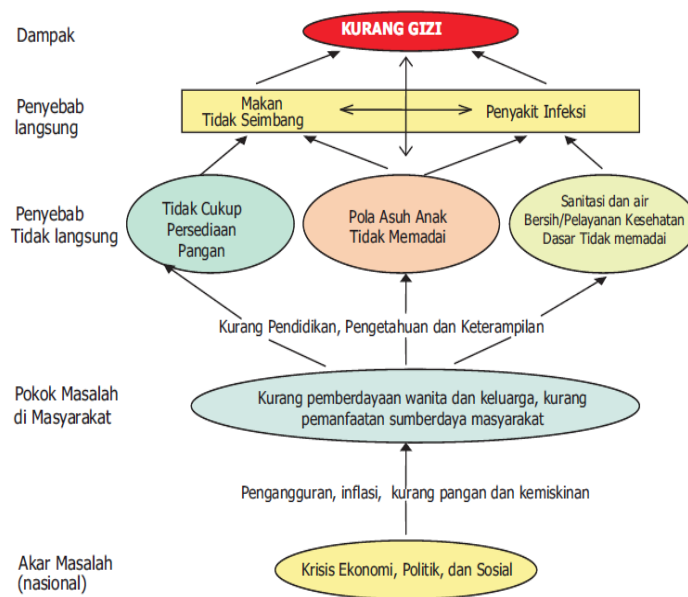 Dampak
KURANG GIZI
Penyebab
langsung
Makan
Tidak Seimbang
Penyakit Infeksi
Penyebab
Tidak langsung
Tidak Cukup
Persediaan
Pangan
Pola Asuh Anak
Tidak Memadai
Sanitasi dan air
Bersih/Pelayanan Kesehatan
Dasar Tidak memadai
Kurang Pendidikan, Pengetahuan dan Keterampilan
Pokok Masalah
di Masyarakat
Kurang pemberdayaan wanita dan keluarga, kurang
pemanfaatan sumberdaya masyarakat
Pengangguran, inflasi, kurang pangan dan kemiskinan
Akar Masalah
(nasional)
Krisis Ekonomi, Politik, dan Sosial